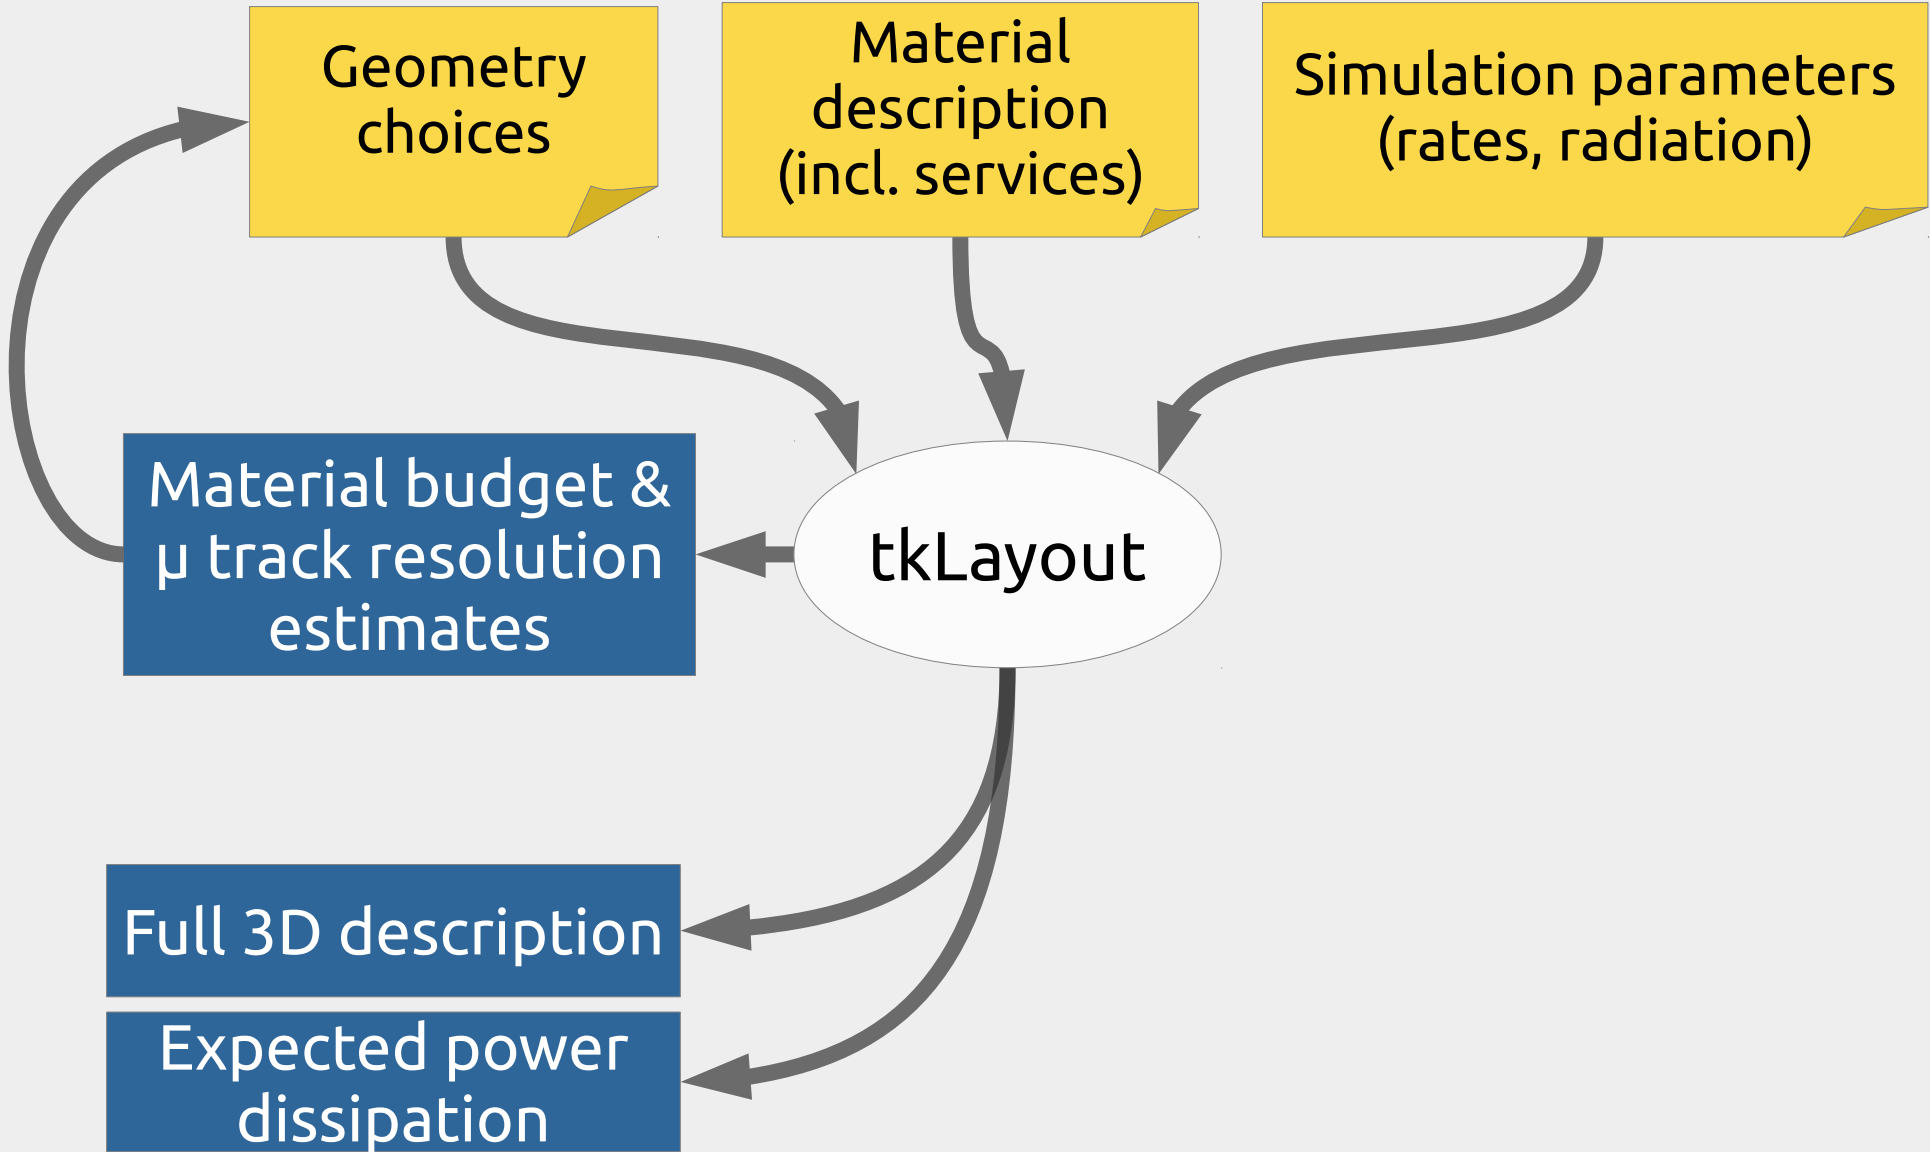 Geometry
choices
Material
description
(incl. services)
Simulation parameters
(rates, radiation)
Material budget &
μ track resolution
estimates
tkLayout
Full 3D description
Expected power
dissipation